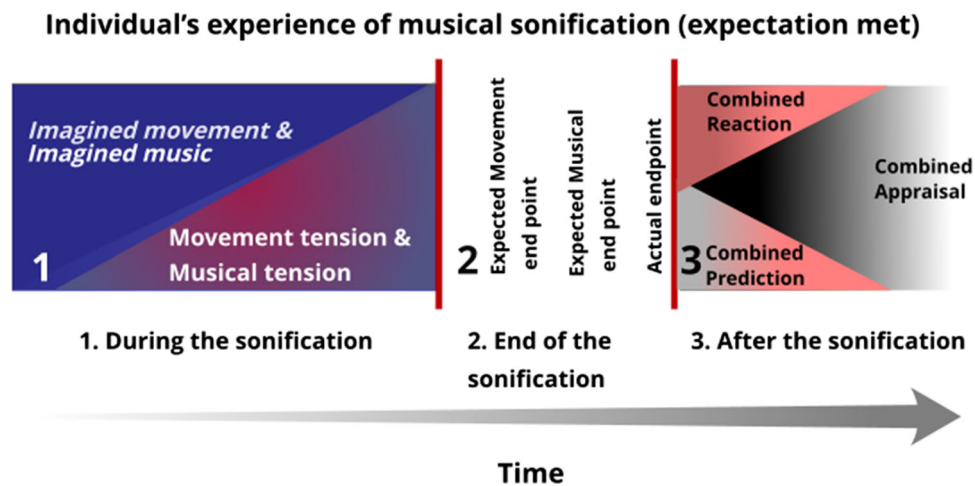 Individual's experience of musical sonification (expectation met)
Imagined movement &
Imagined music
Movement tension &
Musical tension
1
2
Expected Movement
end point
Expected Musical
end point
Actual endpoint
3
Combined
Reaction
Combined
Prediction
Combined
Appraisal
1. During the sonification
2. End of the
sonification
3. After the sonification
Time